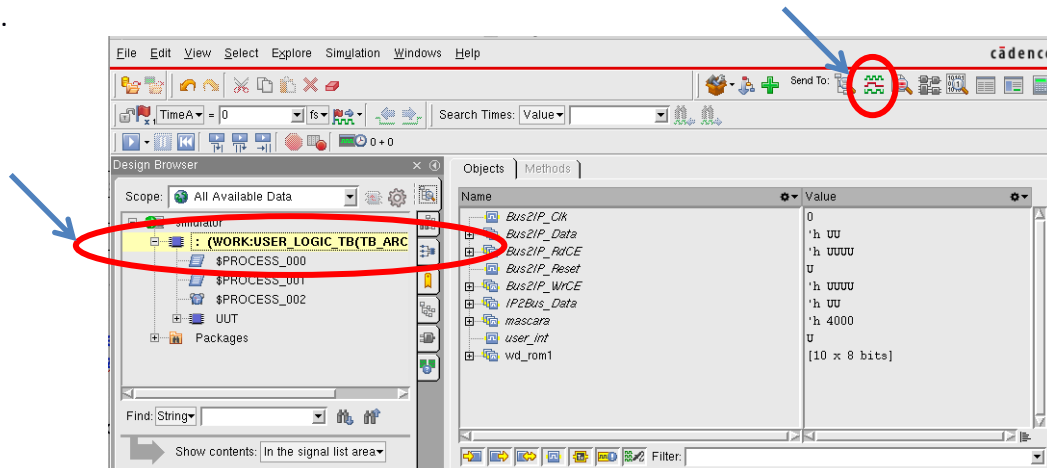 .
File Edit View Select Explore Simulation Windows Help cādence
Send To:
TimeA = 0 fs Search Times: Value
0 + 0
Design Browser
Objects Methods
Scope: All Available Data
Name Value
simulator
: (WORK:USER_LOGIC_TB(TB_ARC
$PROCESS_000
$PROCESS_001
$PROCESS_002
UUT
Packages
Bus2IP_Clk 0
Bus2IP_Data 'h UU
Bus2IP_RdCE 'h UUUU
Bus2IP_Reset U
Bus2IP_WrCE 'h UUUU
IP2Bus_Data 'h UU
mascara 'h 4000
user_int U
wd_rom1 [10 x 8 bits]
Find: String
Show contents: In the signal list area
Filter: